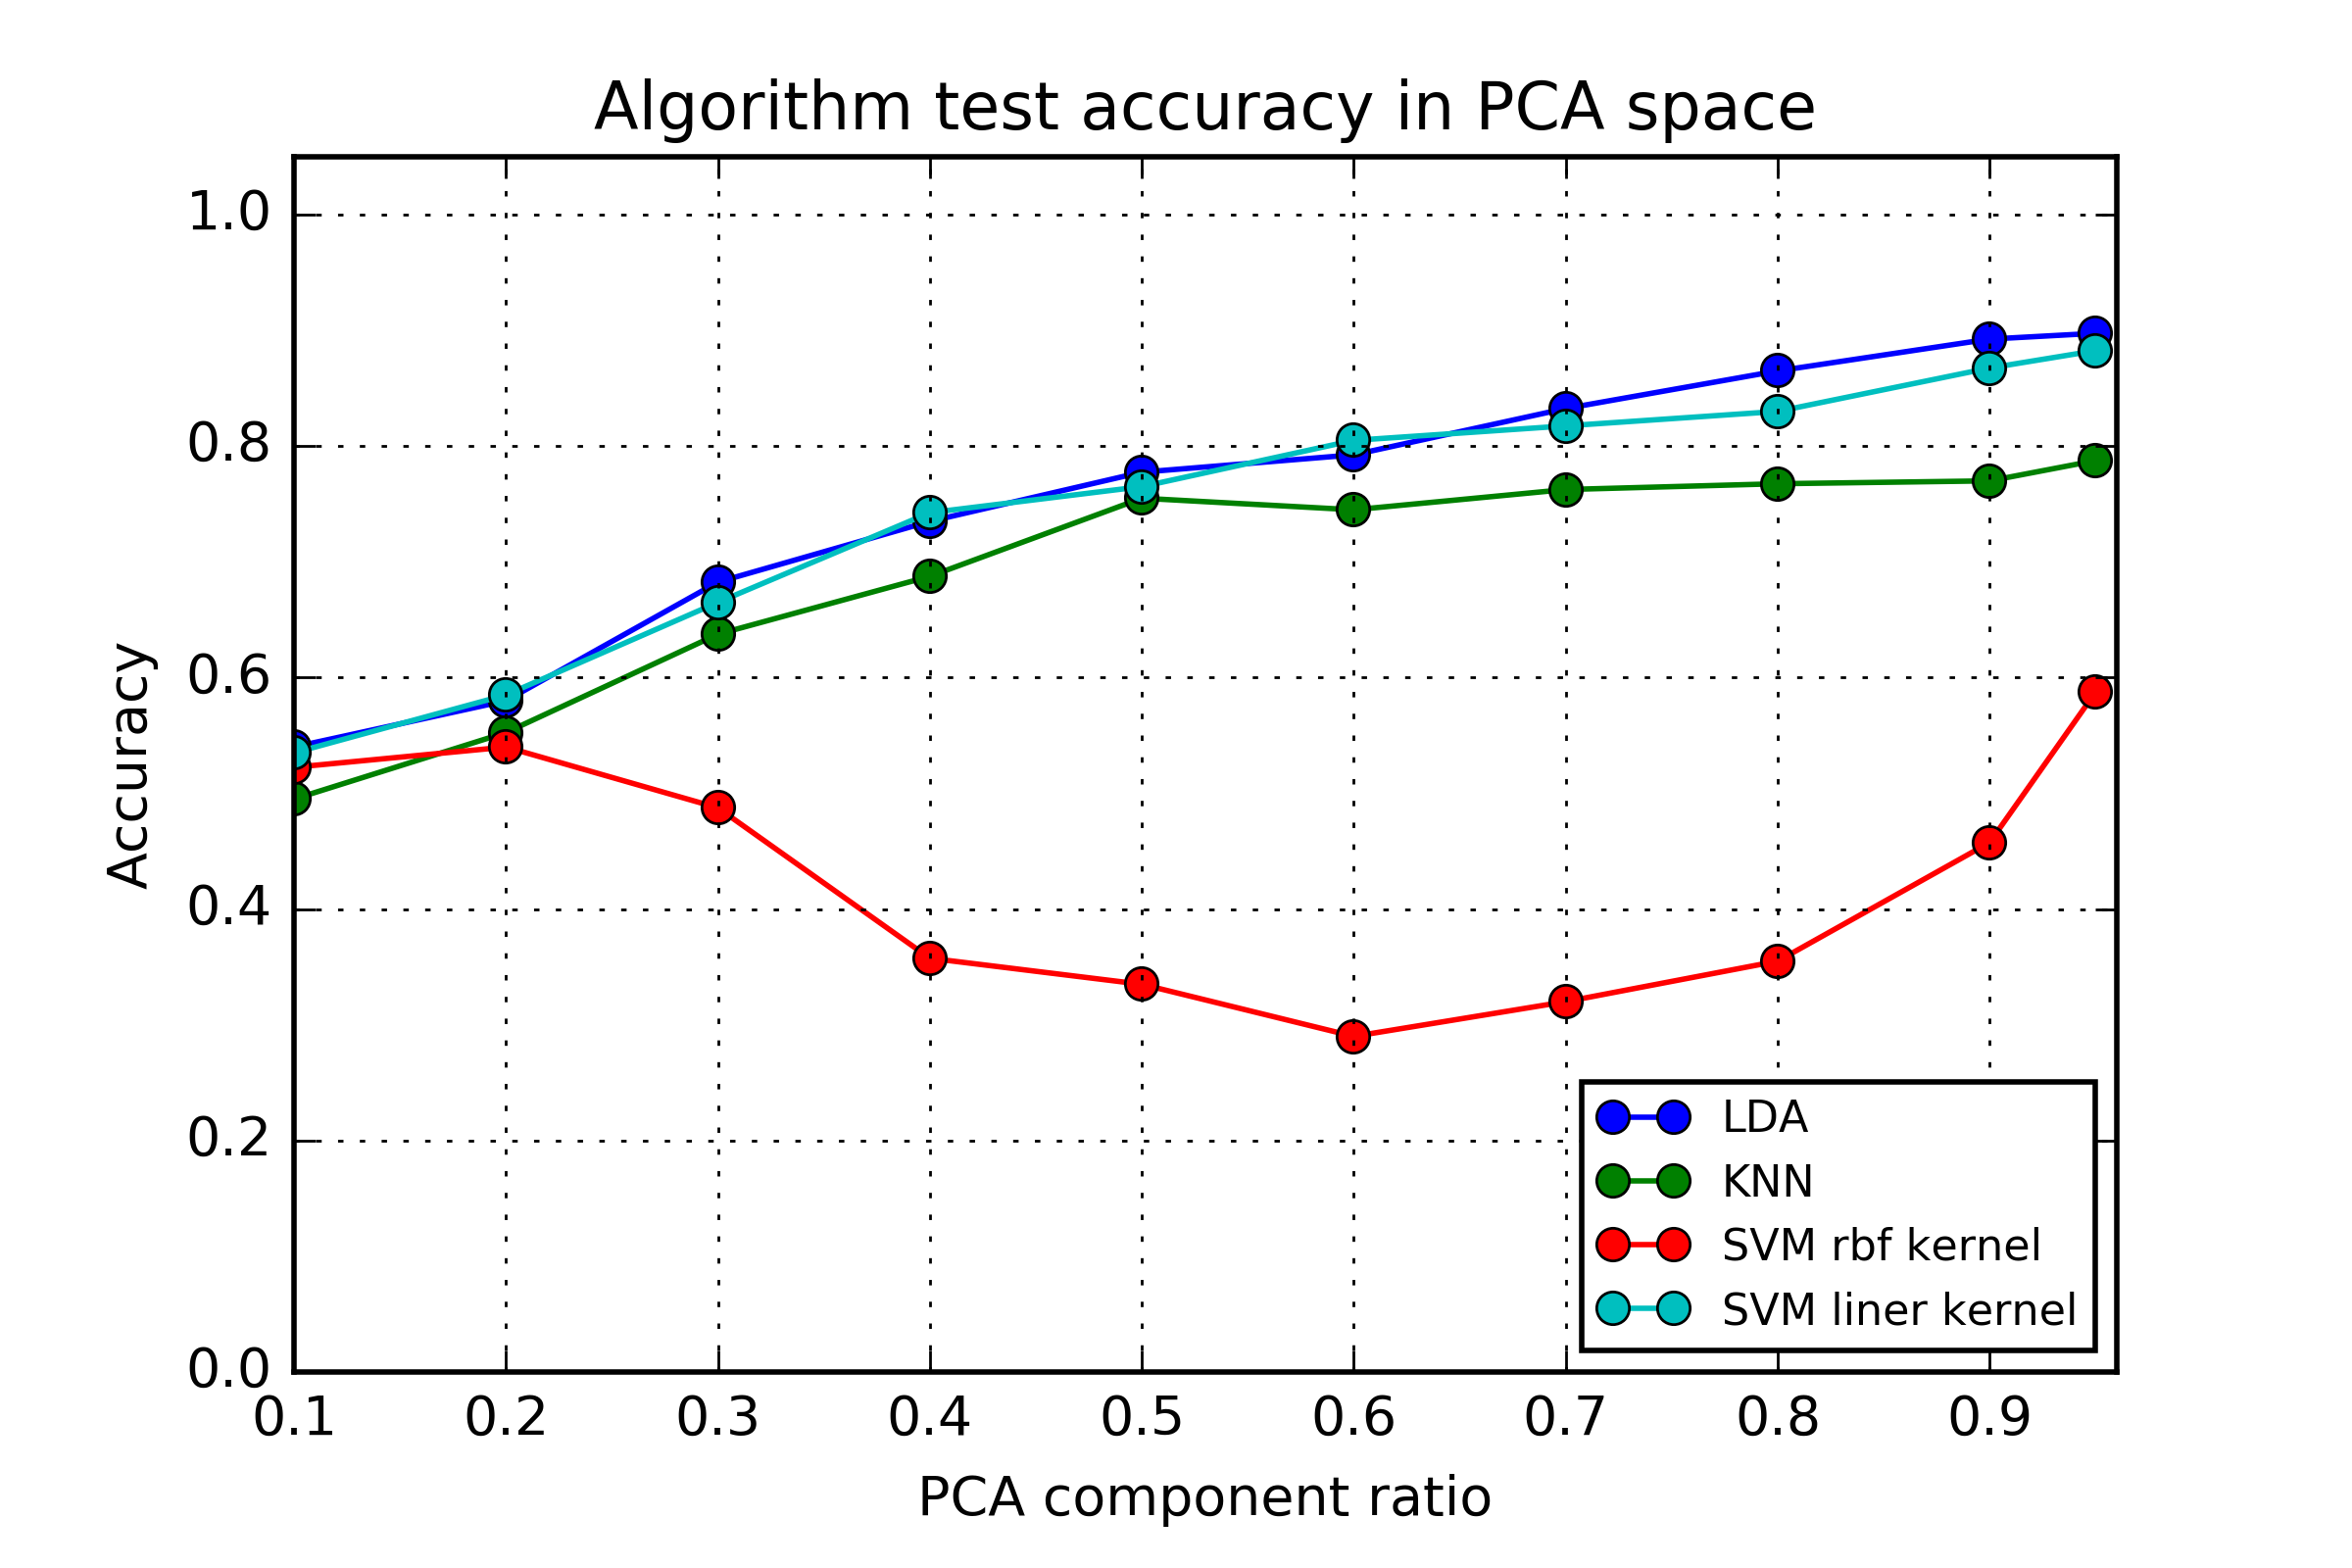 Algorithm test accuracy in PCA space
1.0
0.8
0.6
0.4
0.2
0.0
Accuracy
0.1 0.2 0.3 0.4 0.5 0.6 0.7 0.8 0.9
PCA component ratio
LDA
KNN
SVM rbf kernel
SVM liner kernel